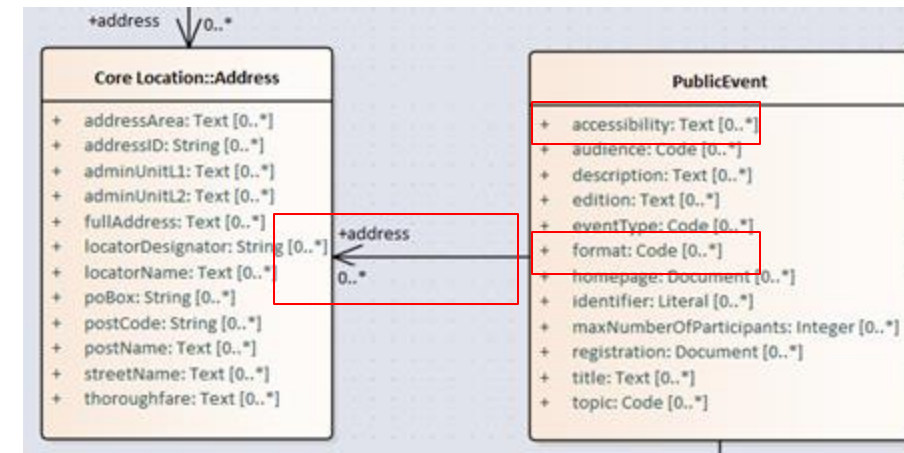 +address
0..*
Core Location::Address
+ addressArea: Text [0..*]
+ addressID: String [0..*]
+ adminUnitL1: Text [0..*]
+ adminUnitL2: Text [0..*]
+ fullAddress: Text [0..*]
+ locatorDesignator: String [0..*]
+ locatorName: Text [0..*]
+ poBox: String [0..*]
+ postCode: String [0..*]
+ postName: Text [0..*]
+ streetName: Text [0..*]
+ thoroughfare: Text [0..*]
+address
0..*
PublicEvent
+ accessibility: Text [0..*]
+ audience: Code [0..*]
+ description: Text [0..*]
+ edition: Text [0..*]
+ eventType: Code [0..*]
+ format: Code [0..*]
+ homepage: Document [0..*]
+ identifier: Literal [0..*]
+ maxNumberOfParticipants: Integer [0..*]
+ registration: Document [0..*]
+ title: Text [0..*]
+ topic: Code [0..*]